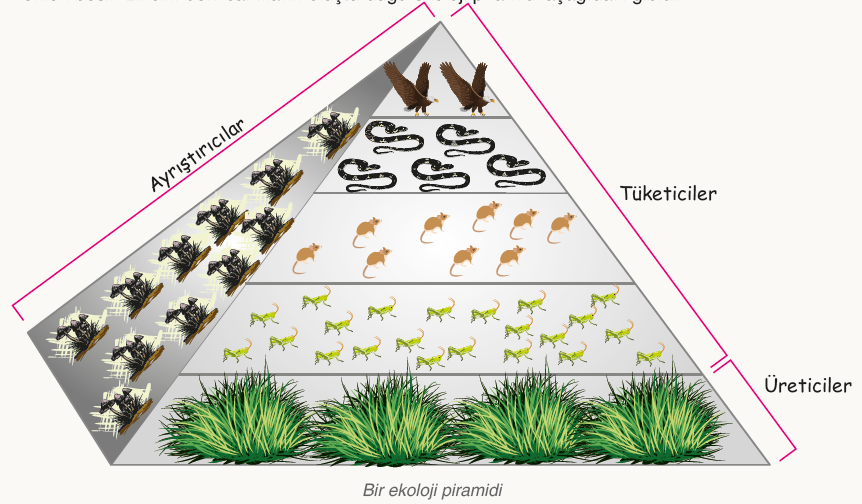 Ayrıştırıcılar
Tüketiciler
Üreticiler
Bir ekoloji piramidi